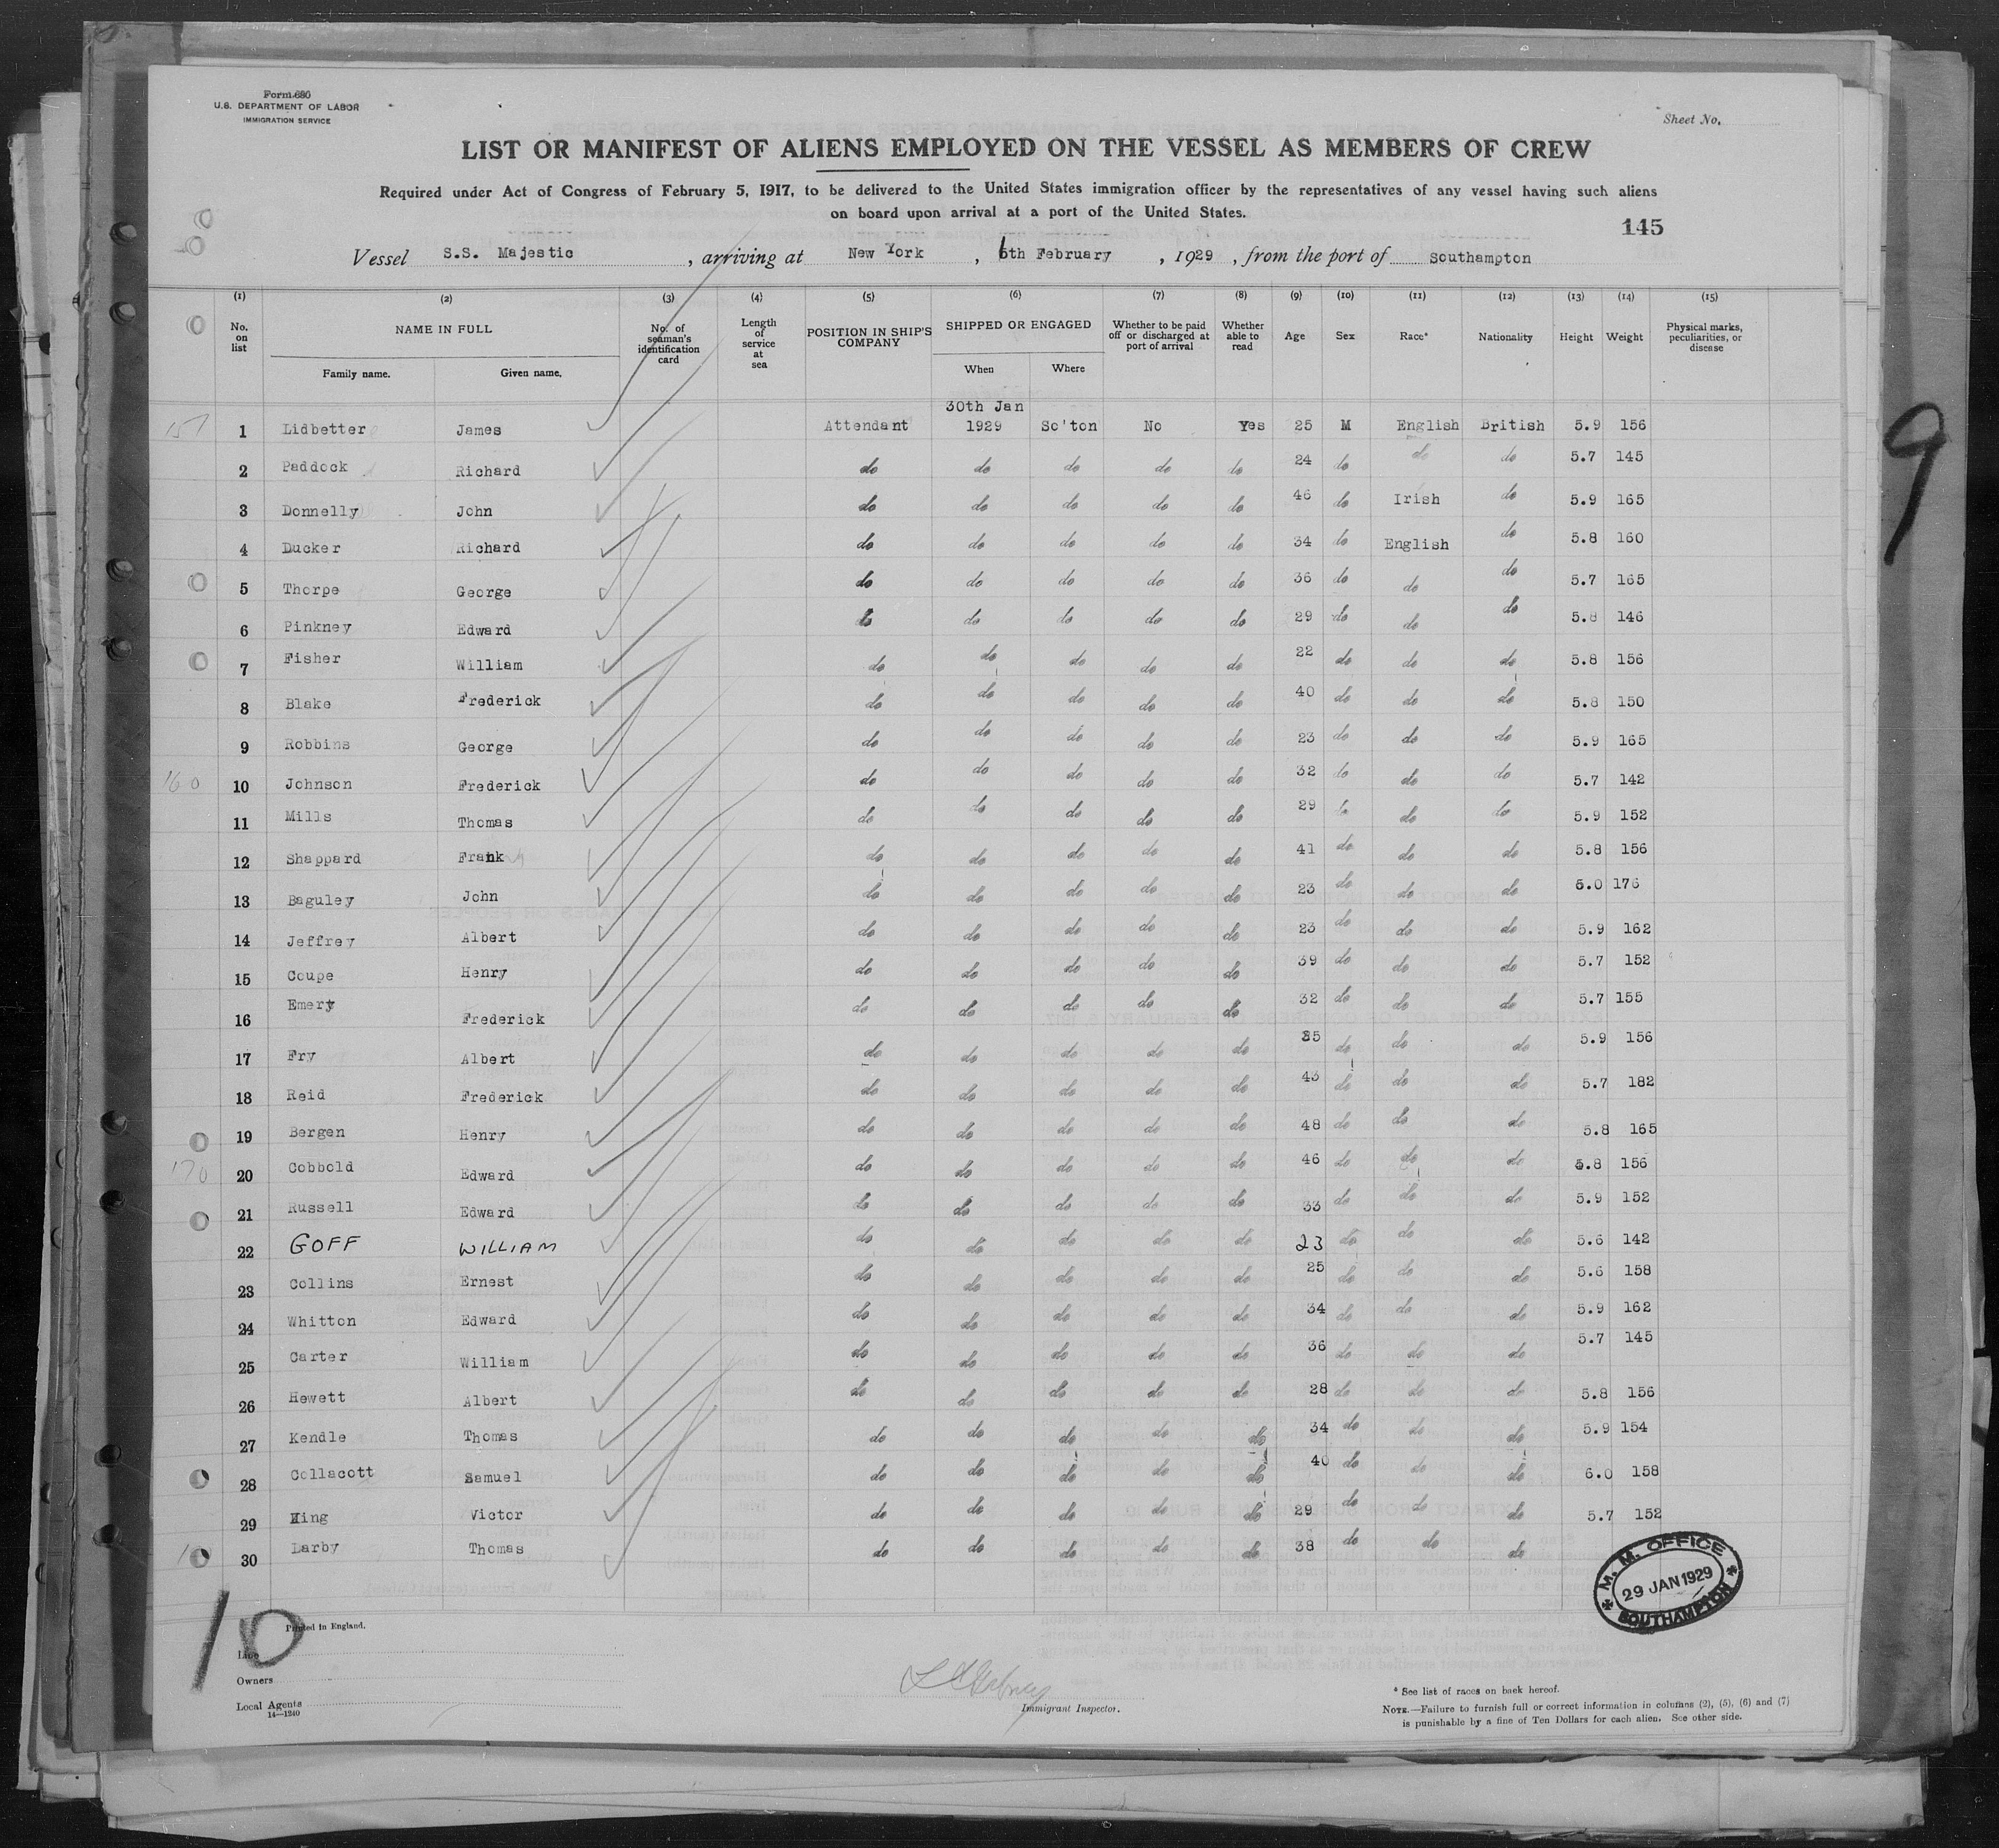 Form 686
U.S. DEPARTMENT OF LABOR
IMMIGRATION SERVICE
Sheet No.
LIST OR MANIFEST OF ALIENS EMPLOYED ON THE VESSEL AS MEMBERS OF CREW
Required under Act of Congress of February 5, 1917, to be delivered to the United States immigration officer by the representatives of any vessel having such aliens
on board upon arrival at a port of the United States.
145
Vessel S.S. Majestic , arriving at New York , 6th February , 1929 , from the port of Southampton
(1) (2) (3) (4) (5) (6) (7) (8) (9) (10) (11) (12) (13) (14) (15)
No. on list NAME IN FULL Family name. Given name. No. of seaman's identification card Length of service at sea POSITION IN SHIP'S COMPANY SHIPPED OR ENGAGED When Where Whether to be paid off or discharged at port of arrival Whether able to read Age Sex Race* Nationality Height Weight Physical marks, peculiarities, or disease
30th Jan
151 1 Lidbetter James Attendant 1929 So'ton No Yes 25 M English British 5.9 156
2 Paddock Richard do do do do do 24 do do do 5.7 145
3 Donnelly John do do do do do 46 do Irish do 5.9 165
4 Ducker Richard do do do do do 34 do English do 5.8 160
5 Thorpe George do do do do do 36 do do do 5.7 165
6 Pinkney Edward do do do do do 29 do do do 5.8 146
7 Fisher William do do do do do 22 do do do 5.8 156
8 Blake Frederick do do do do do 40 do do do 5.8 150
9 Robbins George do do do do do 23 do do do 5.9 165
160 10 Johnson Frederick do do do do do 32 do do do 5.7 142
11 Mills Thomas do do do do do 29 do do do 5.9 152
12 Shappard Frank do do do do do 41 do do do 5.8 156
13 Baguley John do do do do do 23 do do do 6.0 176
14 Jeffrey Albert do do do do do 23 do do do 5.9 162
15 Coupe Henry do do do do do 39 do do do 5.7 152
16 Emery Frederick do do do do do 32 do do do 5.7 155
17 Fry Albert do do do do do 35 do do do 5.9 156
18 Reid Frederick do do do do do 43 do do do 5.7 182
19 Bergen Henry do do do do do 48 do do do 5.8 165
170 20 Cobbold Edward do do do do do 46 do do do 5.8 156
21 Russell Edward do do do do do 33 do do do 5.9 152
22 GOFF WILLIAM do do do do do 23 do do do 5.6 142
23 Collins Ernest do do do do do 25 do do do 5.6 158
24 Whitton Edward do do do do do 34 do do do 5.9 162
25 Carter William do do do do do 36 do do do 5.7 145
26 Hewett Albert do do do do do 28 do do do 5.8 156
27 Kendle Thomas do do do do do 34 do do do 5.9 154
28 Collacott Samuel do do do do do 40 do do do 6.0 158
29 King Victor do do do do do 29 do do do 5.7 152
30 Darby Thomas do do do do do 38 do do do
M. M. OFFICE
29 JAN 1929
SOUTHAMPTON
9
10
Printed in England.
Line
Owners
Local Agents
14—1240
Immigrant Inspector.
* See list of races on back hereof.
NOTE.—Failure to furnish full or correct information in columns (2), (5), (6) and (7)
is punishable by a fine of Ten Dollars for each alien. See other side.